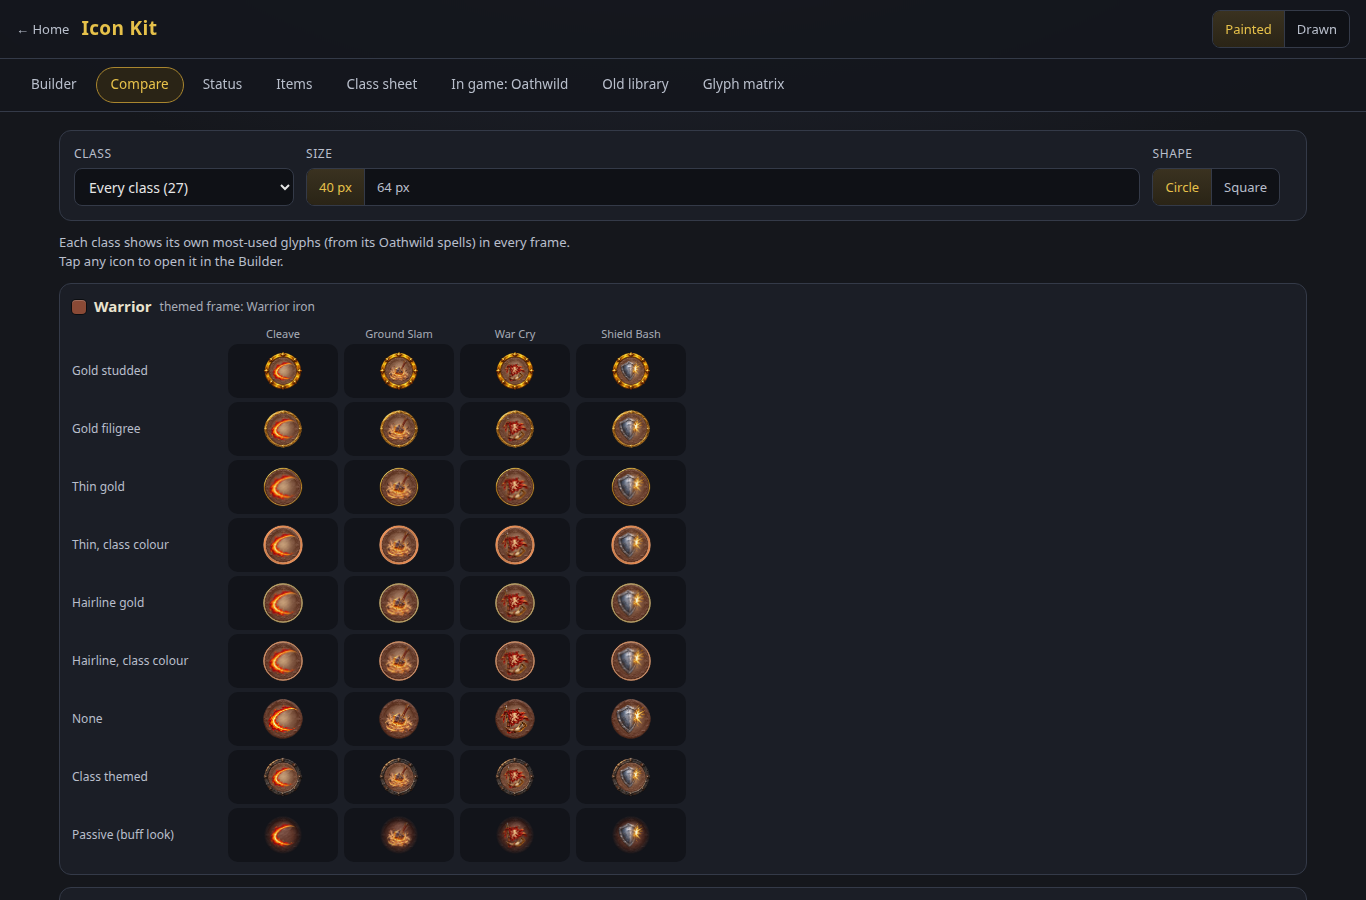 ← Home Icon Kit Painted Drawn
Builder Compare Status Items Class sheet In game: Oathwild Old library Glyph matrix
CLASS SIZE SHAPE
Every class (27) 40 px 64 px Circle Square
Each class shows its own most-used glyphs (from its Oathwild spells) in every frame.
Tap any icon to open it in the Builder.
Warrior themed frame: Warrior iron
Cleave Ground Slam War Cry Shield Bash
Gold studded
Gold filigree
Thin gold
Thin, class colour
Hairline gold
Hairline, class colour
None
Class themed
Passive (buff look)